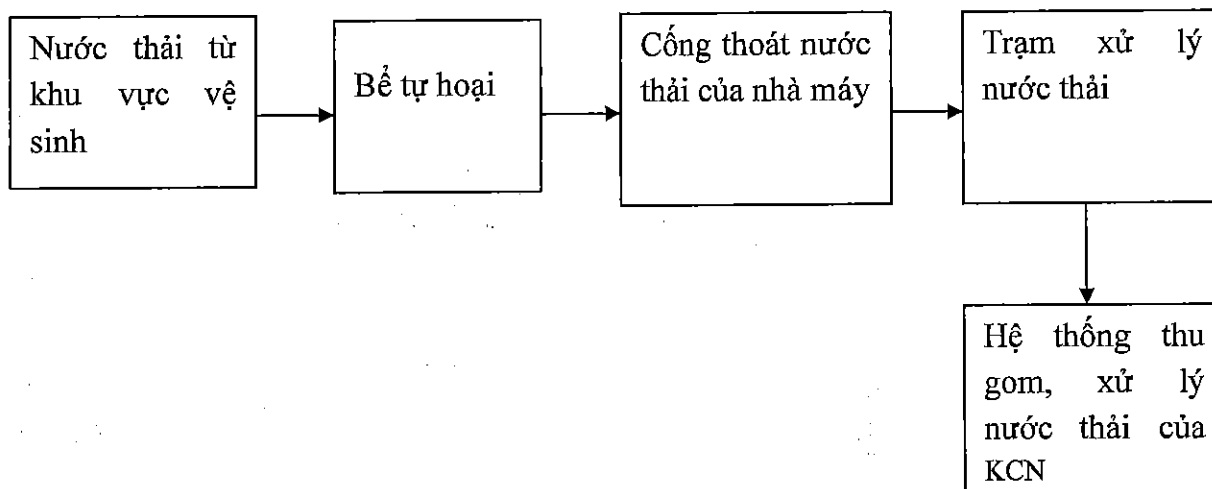 Nước thải từ
khu vực vệ
sinh
Bể tự hoại
Cống thoát nước
thải của nhà máy
Trạm xử lý
nước thải
Hệ thống thu
gom, xử lý
nước thải của
KCN